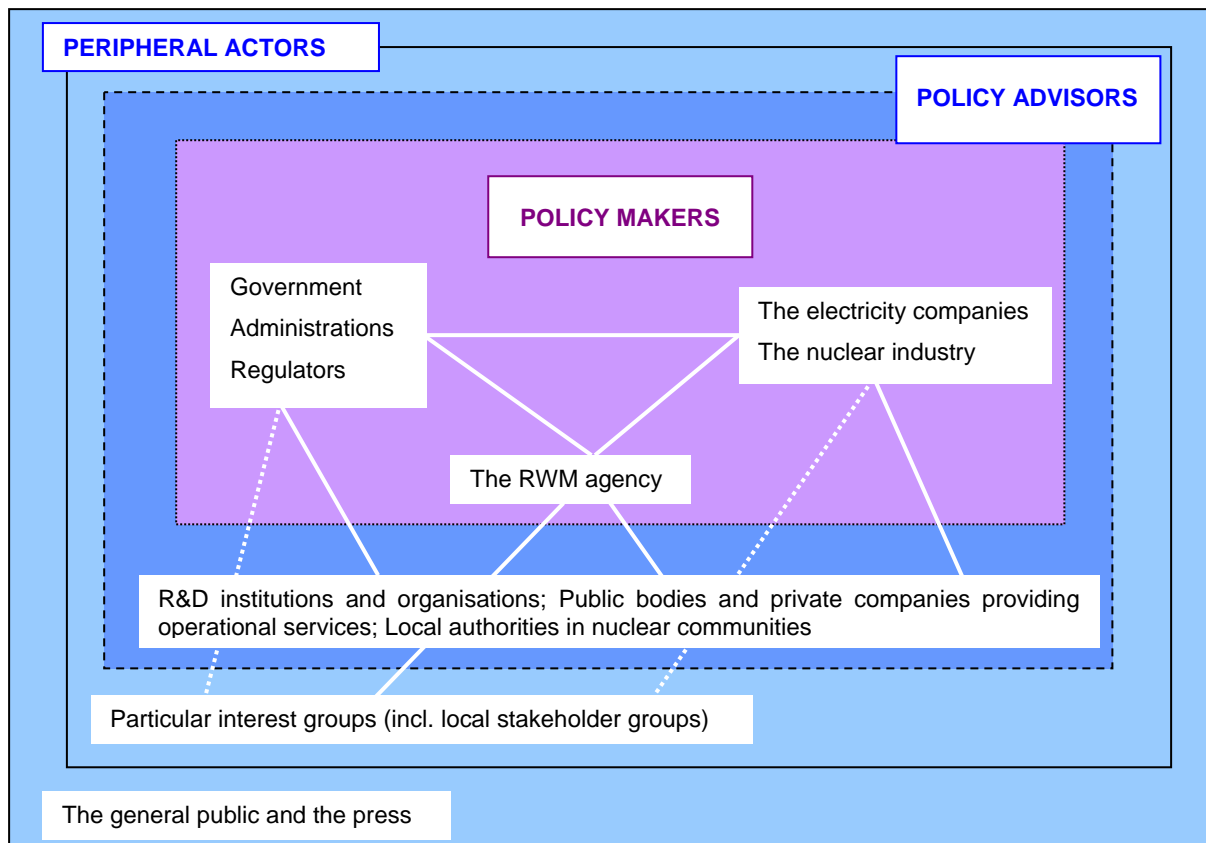 PERIPHERAL ACTORS
POLICY ADVISORS
POLICY MAKERS
Government
Administrations
Regulators
The electricity companies
The nuclear industry
The RWM agency
R&D institutions and organisations; Public bodies and private companies providing
operational services; Local authorities in nuclear communities
Particular interest groups (incl. local stakeholder groups)
The general public and the press